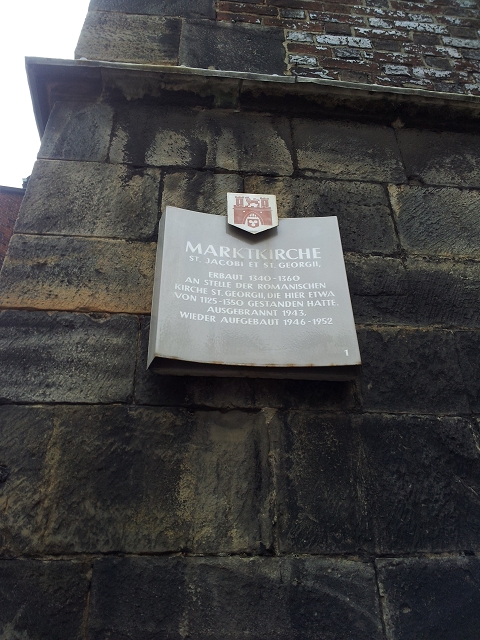 MARKTKIRCHE
ST. JACOBI ET ST. GEORGII,
ERBAUT 1340-1360
AN STELLE DER ROMANISCHEN
KIRCHE ST. GEORGII, DIE HIER ETWA
VON 1125-1350 GESTANDEN HATTE.
AUSGEBRANNT 1943.
WIEDER AUFGEBAUT 1946-1952
1